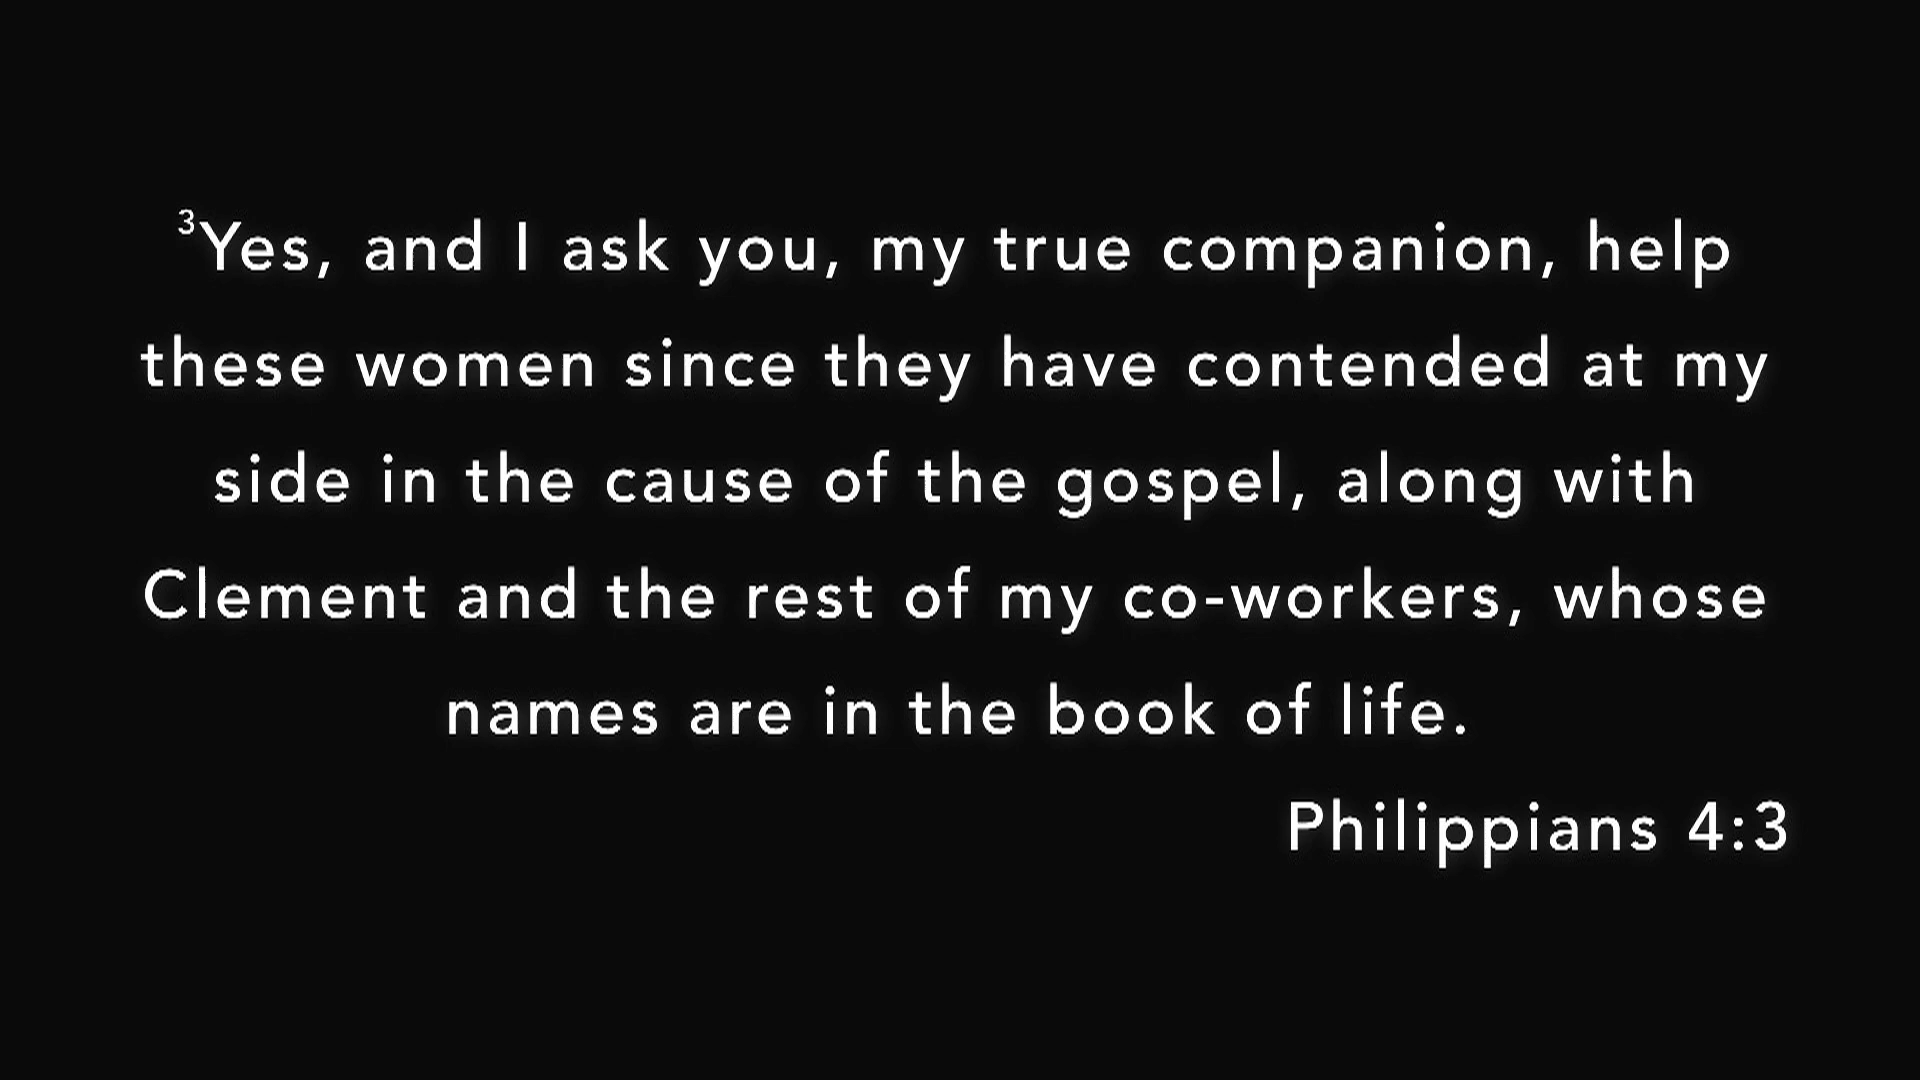 ³Yes, and I ask you, my true companion, help
these women since they have contended at my
side in the cause of the gospel, along with
Clement and the rest of my co-workers, whose
names are in the book of life.
Philippians 4:3